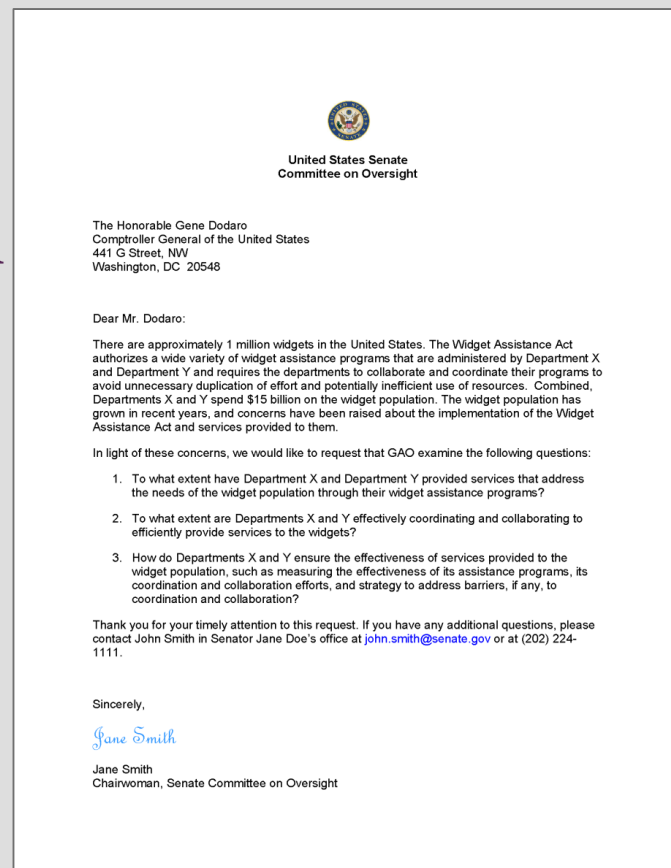 United States Senate
Committee on Oversight
The Honorable Gene Dodaro
Comptroller General of the United States
441 G Street, NW
Washington, DC  20548
Dear Mr. Dodaro:
There are approximately 1 million widgets in the United States. The Widget Assistance Act
authorizes a wide variety of widget assistance programs that are administered by Department X
and Department Y and requires the departments to collaborate and coordinate their programs to
avoid unnecessary duplication of effort and potentially inefficient use of resources.  Combined,
Departments X and Y spend $15 billion on the widget population. The widget population has
grown in recent years, and concerns have been raised about the implementation of the Widget
Assistance Act and services provided to them.
In light of these concerns, we would like to request that GAO examine the following questions:
1. To what extent have Department X and Department Y provided services that address
the needs of the widget population through their widget assistance programs?
2. To what extent are Departments X and Y effectively coordinating and collaborating to
efficiently provide services to the widgets?
3. How do Departments X and Y ensure the effectiveness of services provided to the
widget population, such as measuring the effectiveness of its assistance programs, its
coordination and collaboration efforts, and strategy to address barriers, if any, to
coordination and collaboration?
Thank you for your timely attention to this request. If you have any additional questions, please
contact John Smith in Senator Jane Doe's office at john.smith@senate.gov or at (202) 224-
1111.
Sincerely,
Jane Smith
Jane Smith
Chairwoman, Senate Committee on Oversight